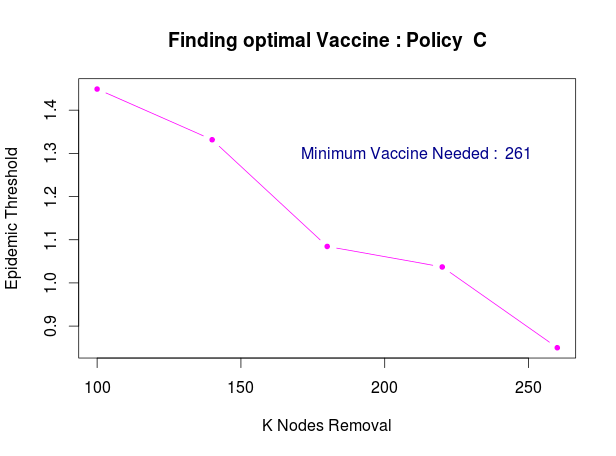 Finding optimal Vaccine : Policy  C
Epidemic Threshold
1.4
1.3
1.2
1.1
1.0
0.9
Minimum Vaccine Needed :  261
100 150 200 250
K Nodes Removal